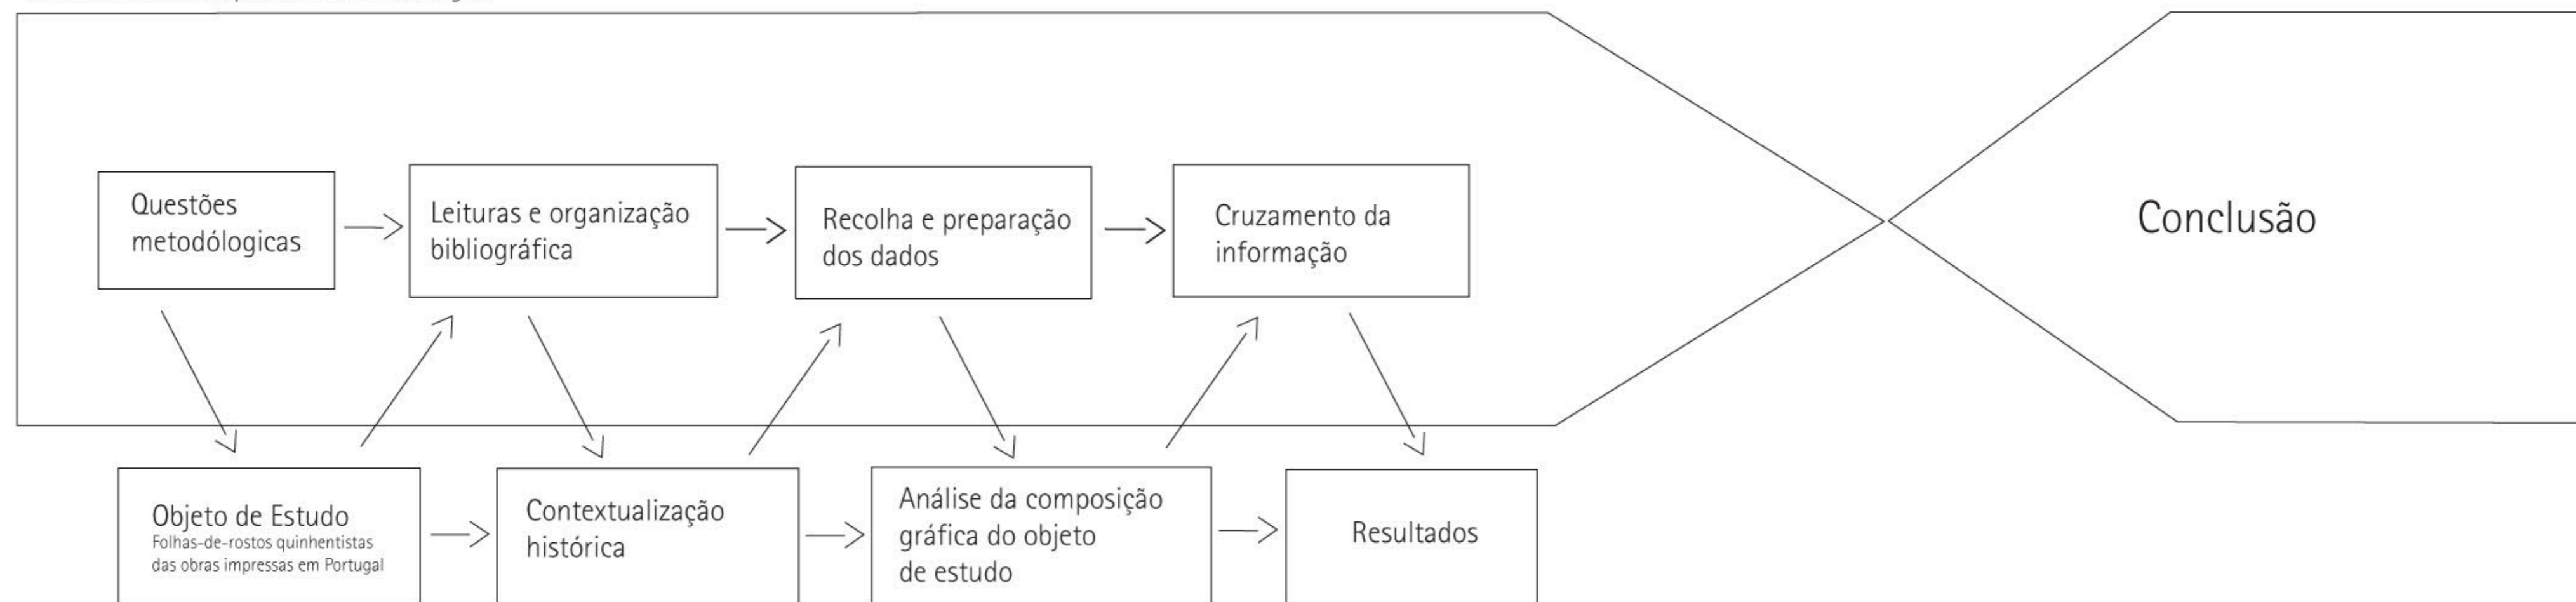 Questões
metodólogicas
Leituras e organização
bibliográfica
Recolha e preparação
dos dados
Cruzamento da
informação
Conclusão
Objeto de Estudo
Folhas-de-rostos quinhentistas
das obras impressas em Portugal
Contextualização
histórica
Análise da composição
gráfica do objeto
de estudo
Resultados